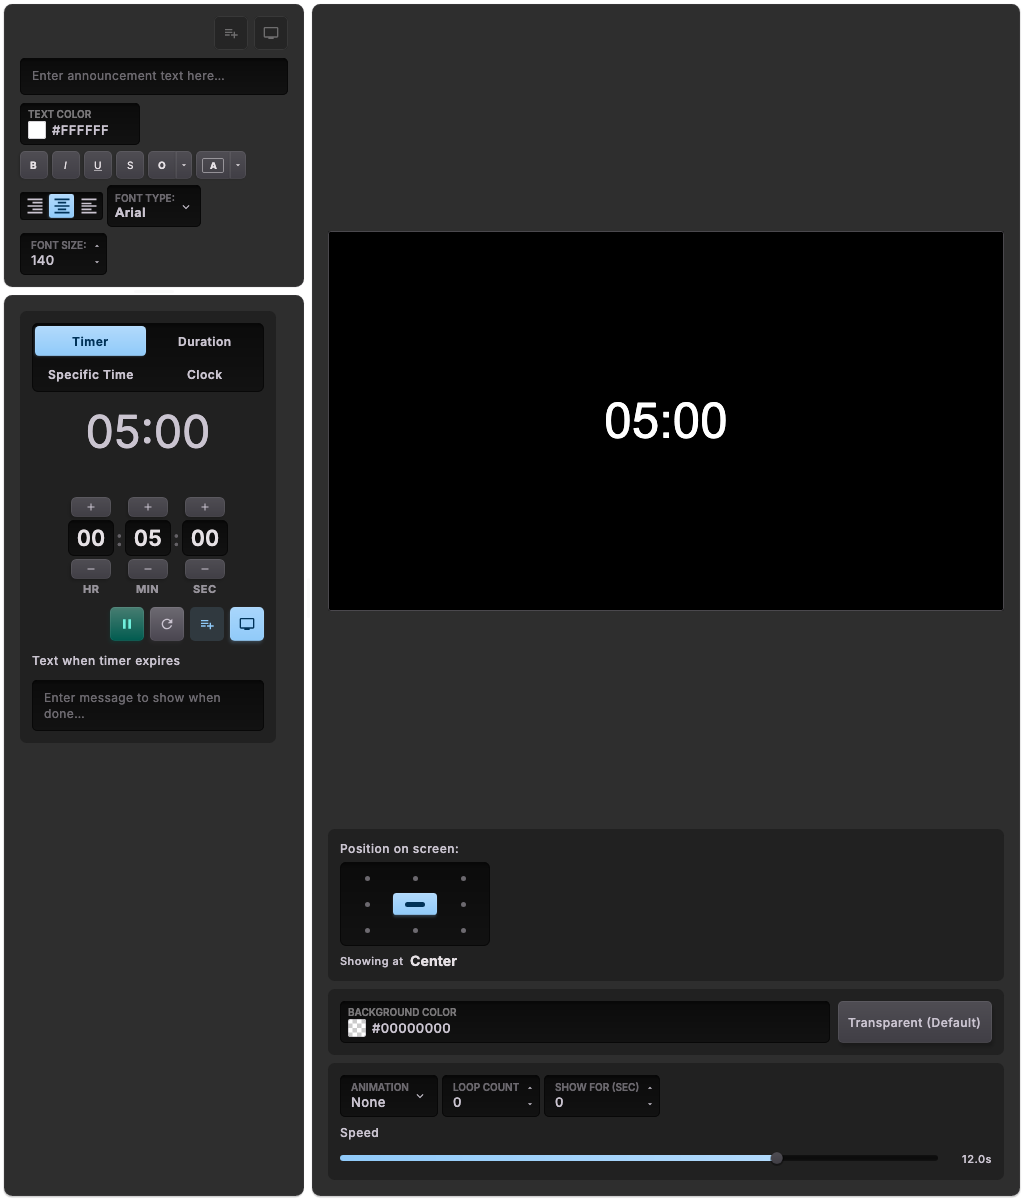 Enter announcement text here...
TEXT COLOR
#FFFFFF
B I U S O A
FONT TYPE:
Arial
FONT SIZE:
140
Timer Duration
Specific Time Clock
05:00
+ + +
00 : 05 : 00
− − −
HR MIN SEC
Text when timer expires
Enter message to show when
done...
05:00
Position on screen:
Showing at Center
BACKGROUND COLOR
#00000000
Transparent (Default)
ANIMATION
None
LOOP COUNT
0
SHOW FOR (SEC)
0
Speed
12.0s